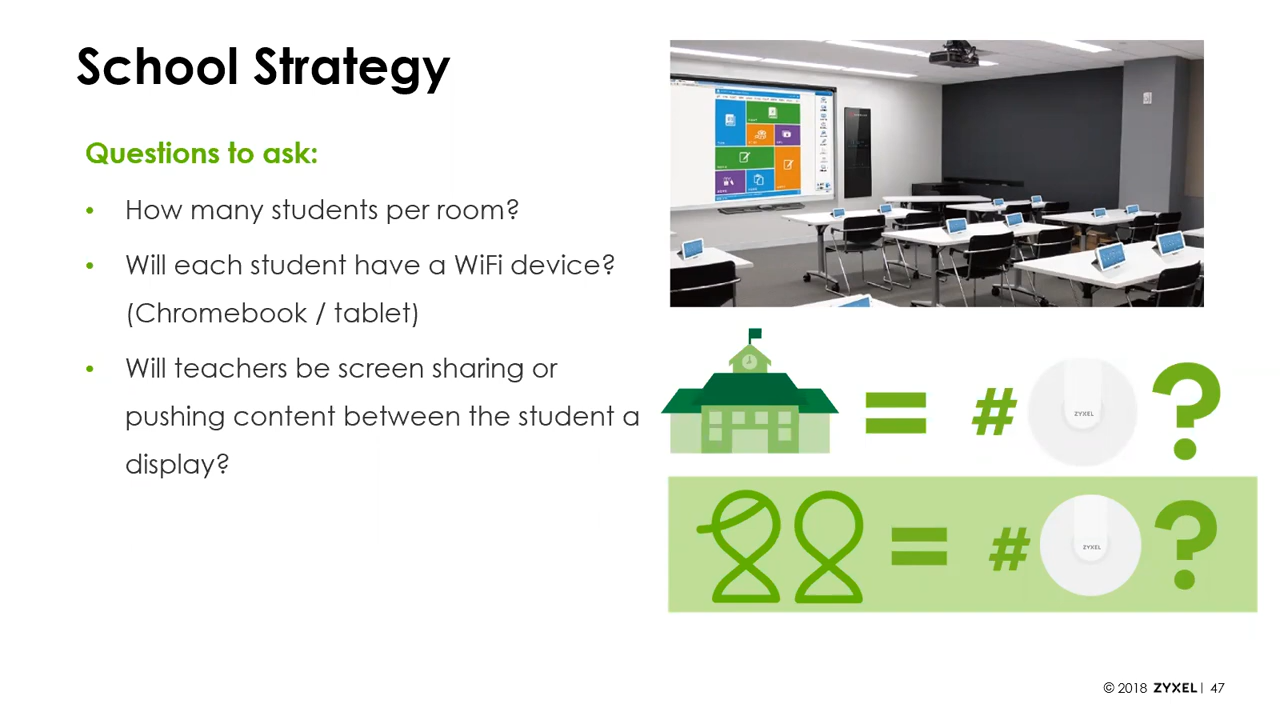 School Strategy
Questions to ask:
• How many students per room?
• Will each student have a WiFi device?
(Chromebook / tablet)
• Will teachers be screen sharing or
pushing content between the student a
display?
= # ZYXEL ?
= # ZYXEL ?
© 2018 ZYXEL | 47